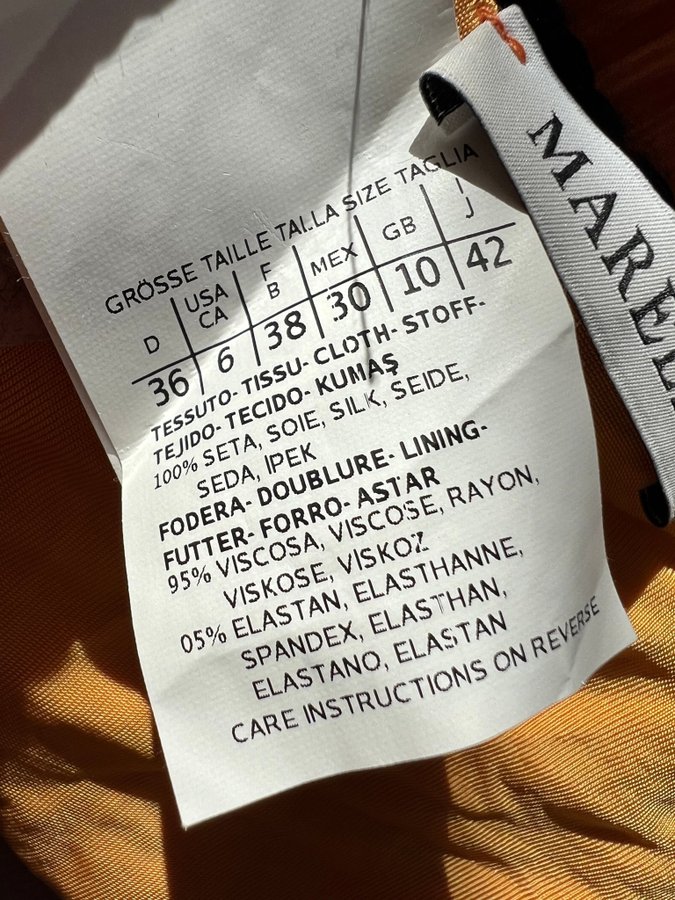 GRÖSSE TAILLE TALLA SIZE TAGLIA
D USA CA F B MEX GB I J
36 6 38 30 10 42
TESSUTO- TISSU- CLOTH- STOFF-
TEJIDO- TECIDO- KUMAŞ
100% SETA, SOIE, SILK, SEIDE,
SEDA, IPEK
FODERA- DOUBLURE- LINING-
FUTTER- FORRO- ASTAR
95% VISCOSA, VISCOSE, RAYON,
VISKOSE, VISKOZ
05% ELASTAN, ELASTHANNE,
SPANDEX, ELASTHAN,
ELASTANO, ELASTAN
CARE INSTRUCTIONS ON REVERSE
MAREL